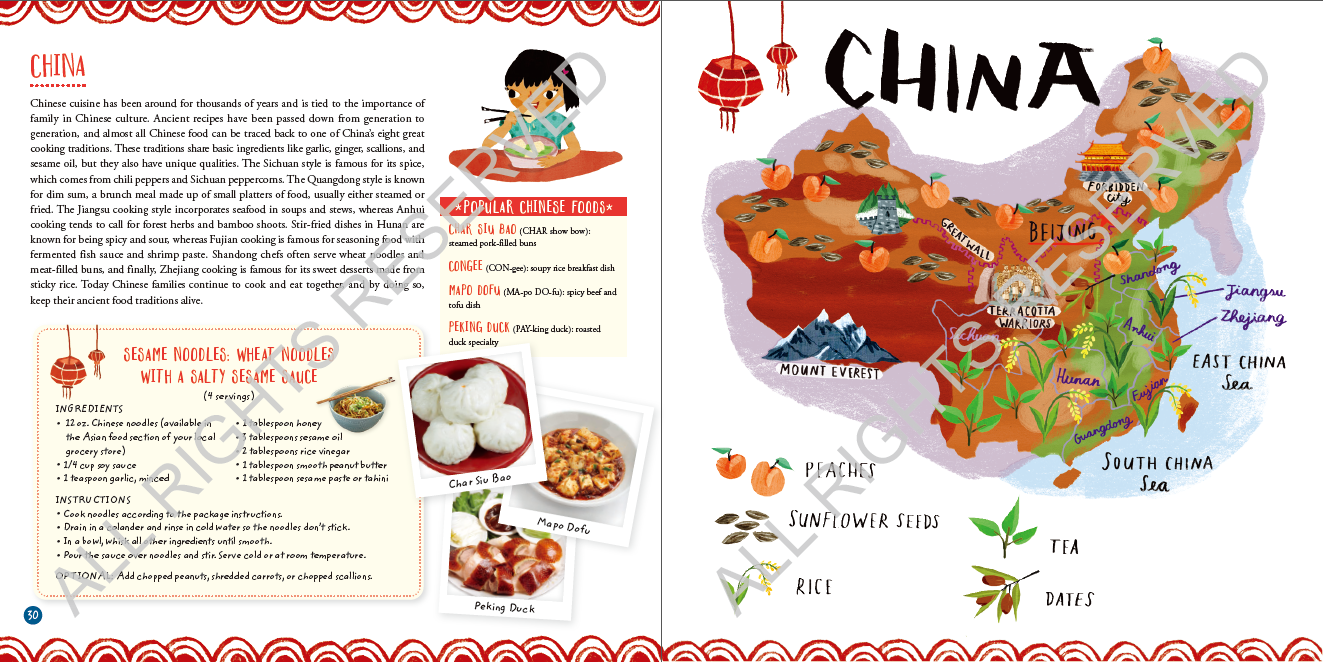 CHINA
Chinese cuisine has been around for thousands of years and is tied to the importance of
family in Chinese culture. Ancient recipes have been passed down from generation to
generation, and almost all Chinese food can be traced back to one of China's eight great
cooking traditions. These traditions share basic ingredients like garlic, ginger, scallions, and
sesame oil, but they also have unique qualities. The Sichuan style is famous for its spice,
which comes from chili peppers and Sichuan peppercorns. The Quangdong style is known
for dim sum, a brunch meal made up of small platters of food, usually either steamed or
fried. The Jiangsu cooking style incorporates seafood in soups and stews, whereas Anhui
cooking tends to call for forest herbs and bamboo shoots. Stir-fried dishes in Hunan are
known for being spicy and sour, whereas Fujian cooking is famous for seasoning food with
fermented fish sauce and shrimp paste. Shandong chefs often serve wheat noodles and
meat-filled buns, and finally, Zhejiang cooking is famous for its sweet desserts made from
sticky rice. Today Chinese families continue to cook and eat together and by doing so,
keep their ancient food traditions alive.
*POPULAR CHINESE FOODS*
CHAR SIU BAO (CHAR show bow):
steamed pork-filled buns
CONGEE (CON-gee): soupy rice breakfast dish
MAPO DOFU (MA-po DO-fu): spicy beef and
tofu dish
PEKING DUCK (PAY-king duck): roasted
duck specialty
SESAME NOODLES: WHEAT NOODLES
WITH A SALTY SESAME SAUCE
(4 servings)
INGREDIENTS
• 12 oz. Chinese noodles (available in
the Asian food section of your local
grocery store)
• 1/4 cup soy sauce
• 1 teaspoon garlic, minced
• 1 tablespoon honey
• 3 tablespoons sesame oil
• 2 tablespoons rice vinegar
• 1 tablespoon smooth peanut butter
• 1 tablespoon sesame paste or tahini
INSTRUCTIONS
• Cook noodles according to the package instructions.
• Drain in a colander and rinse in cold water so the noodles don't stick.
• In a bowl, whisk all other ingredients until smooth.
• Pour the sauce over noodles and stir. Serve cold or at room temperature.
OPTIONAL: Add chopped peanuts, shredded carrots, or chopped scallions.
Char Siu Bao
Mapo Dofu
Peking Duck
30
ALL RIGHTS RESERVED
CHINA
FORBIDDEN
City
BEIJING
GREAT WALL
TERRACOTTA
WARRIORS
MOUNT EVEREST
Shandong
Jiangsu
Zhejiang
Anhui
Sichuan
Hunan
Fujian
Guangdong
EAST CHINA
Sea
SOUTH CHINA
Sea
PEACHES
SUNFLOWER SEEDS
RICE
TEA
DATES
ALL RIGHTS RESERVED